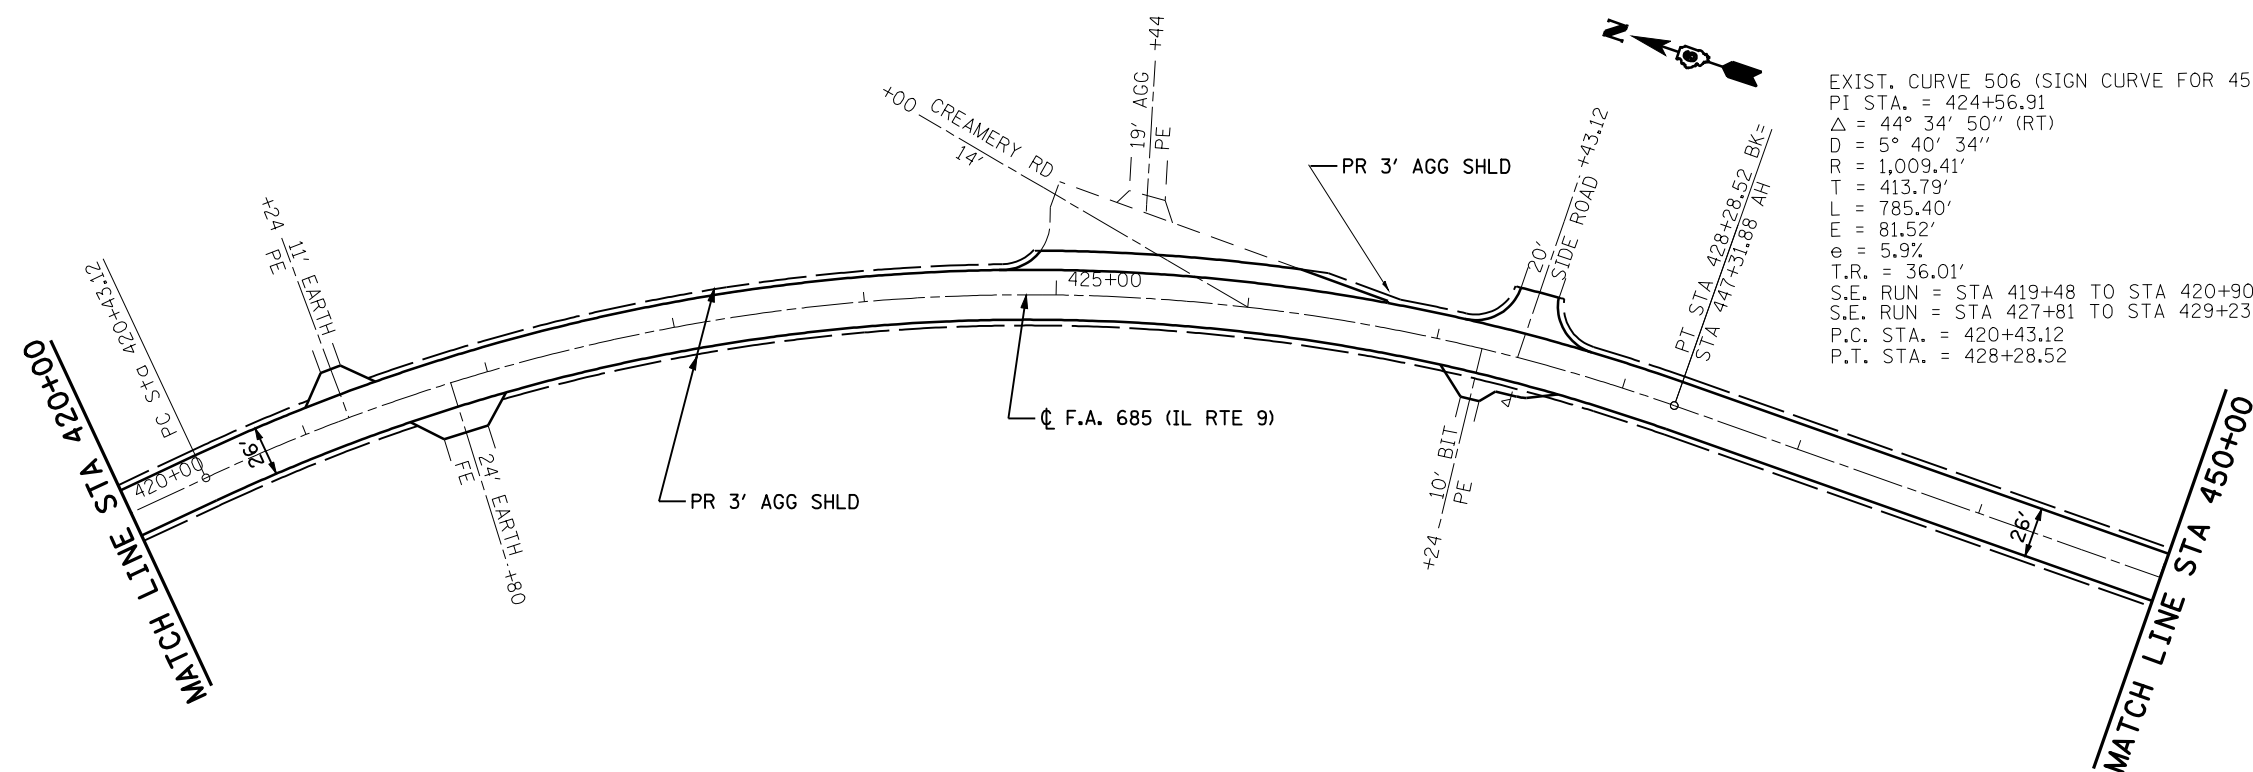 N
6
EXIST. CURVE 506 (SIGN CURVE FOR 45
PI STA. = 424+56.91
△ = 44° 34' 50'' (RT)
D = 5° 40' 34''
R = 1,009.41'
T = 413.79'
L = 785.40'
E = 81.52'
e = 5.9%
T.R. = 36.01'
S.E. RUN = STA 419+48 TO STA 420+90
S.E. RUN = STA 427+81 TO STA 429+23
P.C. STA. = 420+43.12
P.T. STA. = 428+28.52
MATCH LINE STA 420+00
PC Sta 420+43.12
420+00
26'
+24 11' EARTH
PE
24' EARTH +80
FE
PR 3' AGG SHLD
℄ F.A. 685 (IL RTE 9)
425+00
+00 CREAMERY RD
14'
19' AGG +44
PE
PR 3' AGG SHLD
20'
SIDE ROAD +43.12
+24 10' BIT
PE
PT STA 428+28.52 BK=
STA 447+31.88 AH
26'
MATCH LINE STA 450+00